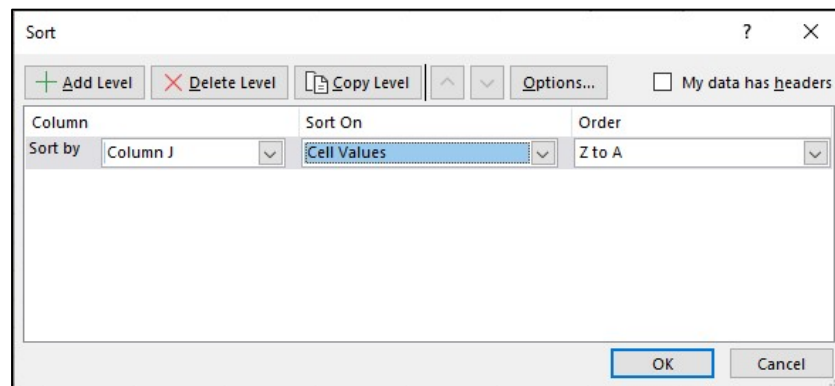 Sort ?
Add Level Delete Level Copy Level Options... My data has headers
Column Sort On Order
Sort by Column J Cell Values Z to A
OK Cancel